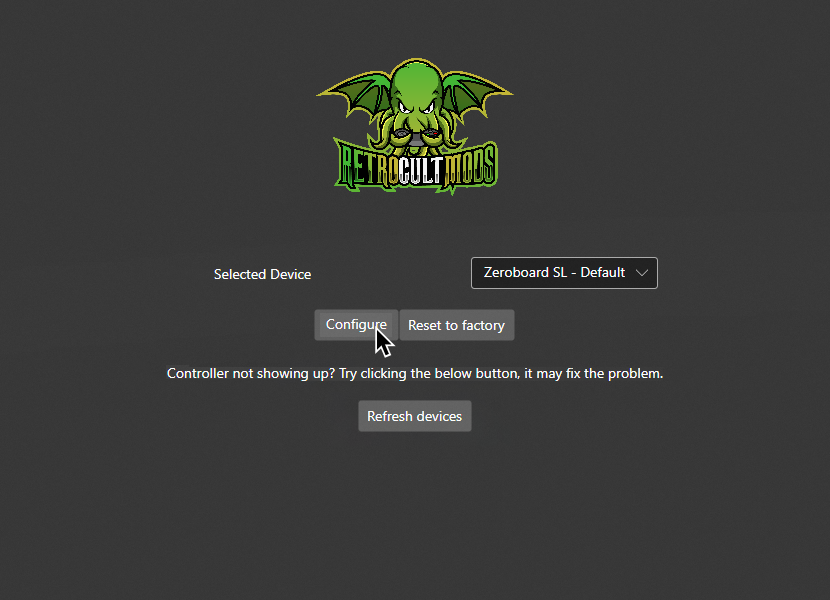 RETROCULTMODS
Selected Device
Zeroboard SL - Default
Configure
Reset to factory
Controller not showing up? Try clicking the below button, it may fix the problem.
Refresh devices